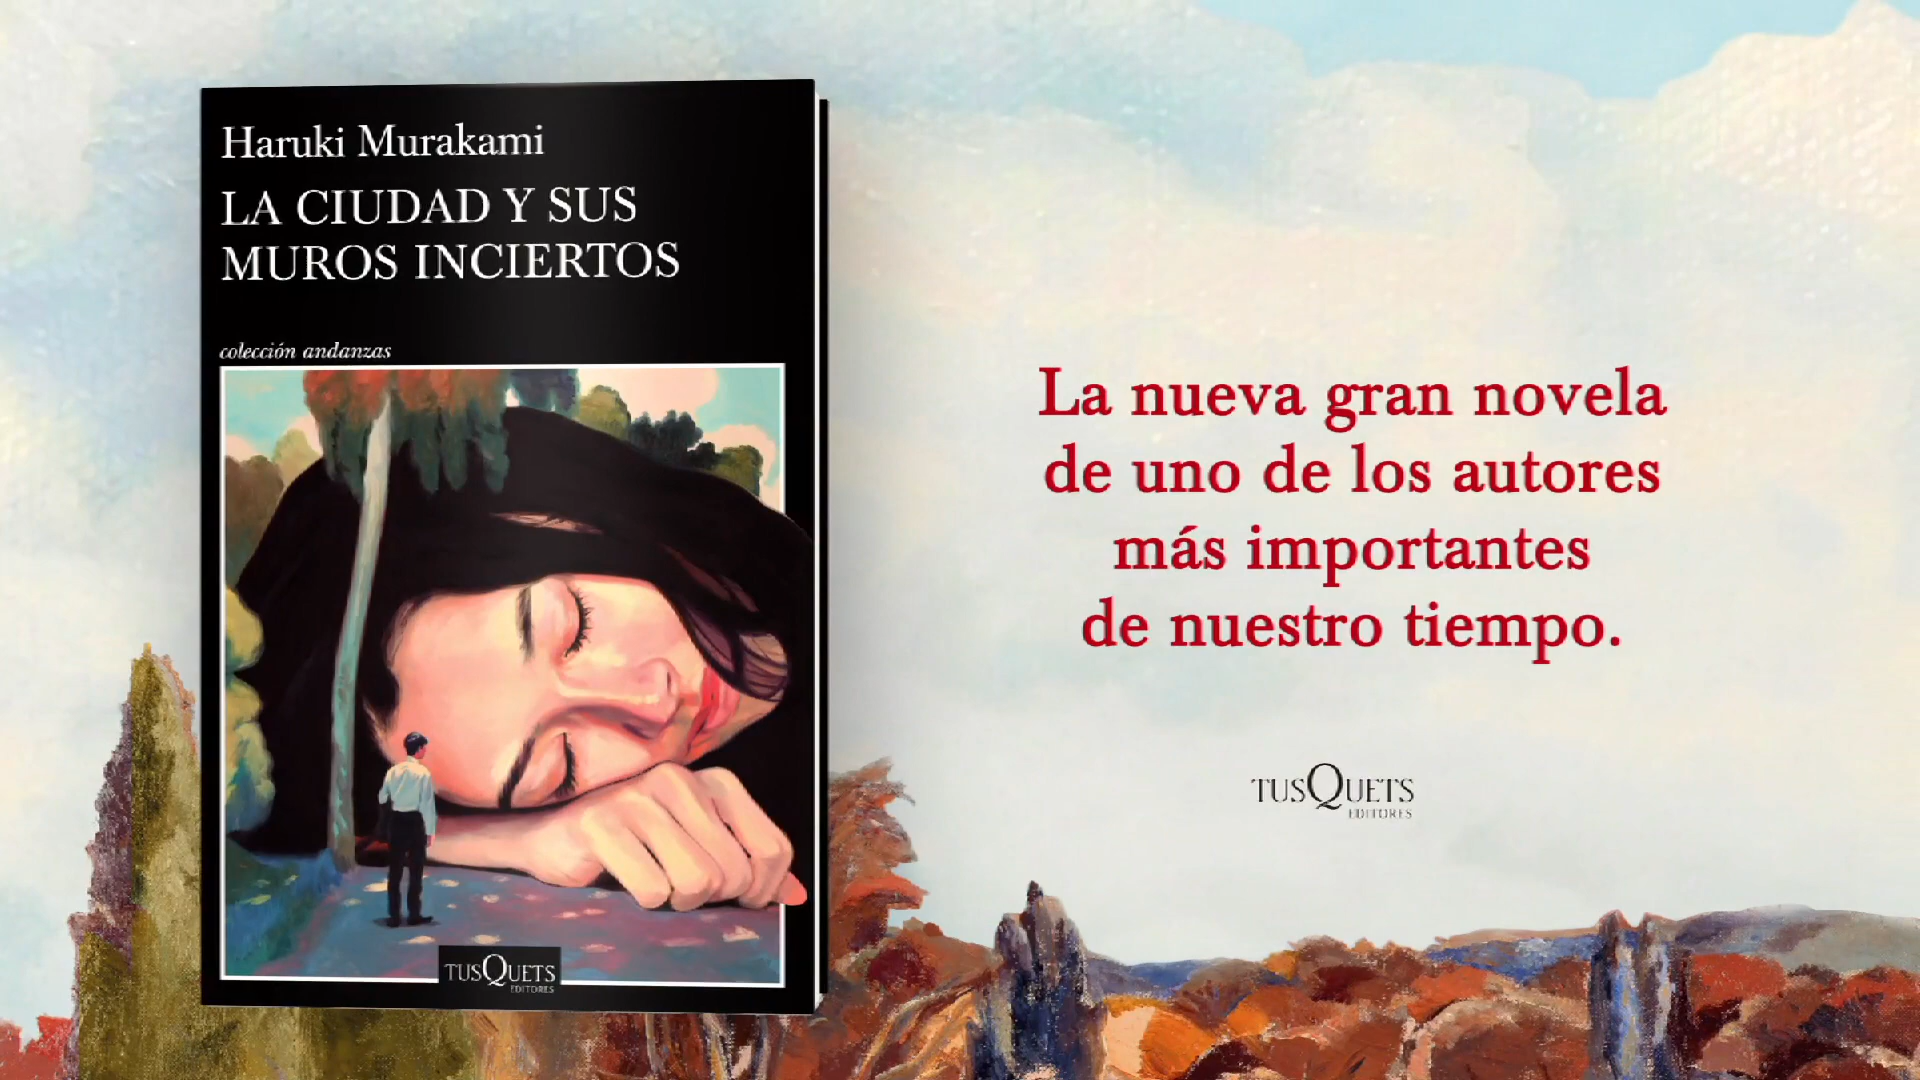 Haruki Murakami
LA CIUDAD Y SUS
MUROS INCIERTOS
colección andanzas
TUSQUETS
EDITORES
La nueva gran novela
de uno de los autores
más importantes
de nuestro tiempo.
TUSQUETS
EDITORES